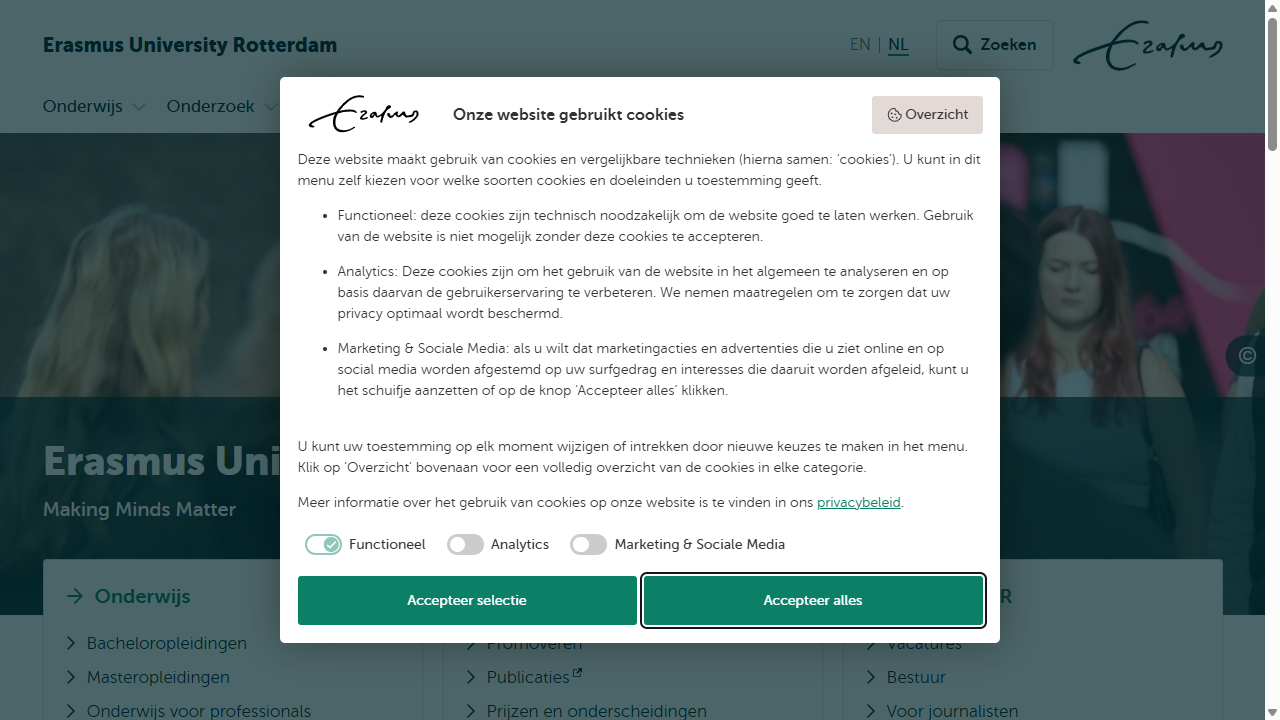 Erasmus University Rotterdam
EN | NL
Zoeken
Erasmus
Onderwijs
Onderzoek
Erasmus
Onze website gebruikt cookies
Overzicht
Deze website maakt gebruik van cookies en vergelijkbare technieken (hierna samen: ‘cookies’). U kunt in dit
menu zelf kiezen voor welke soorten cookies en doeleinden u toestemming geeft.
• Functioneel: deze cookies zijn technisch noodzakelijk om de website goed te laten werken. Gebruik
van de website is niet mogelijk zonder deze cookies te accepteren.
• Analytics: Deze cookies zijn om het gebruik van de website in het algemeen te analyseren en op
basis daarvan de gebruikerservaring te verbeteren. We nemen maatregelen om te zorgen dat uw
privacy optimaal wordt beschermd.
• Marketing & Sociale Media: als u wilt dat marketingacties en advertenties die u ziet online en op
social media worden afgestemd op uw surfgedrag en interesses die daaruit worden afgeleid, kunt u
het schuifje aanzetten of op de knop ‘Accepteer alles’ klikken.
U kunt uw toestemming op elk moment wijzigen of intrekken door nieuwe keuzes te maken in het menu.
Klik op ‘Overzicht’ bovenaan voor een volledig overzicht van de cookies in elke categorie.
Meer informatie over het gebruik van cookies op onze website is te vinden in ons privacybeleid.
Functioneel
Analytics
Marketing & Sociale Media
Accepteer selectie
Accepteer alles
©
Erasmus Uni
Making Minds Matter
Onderwijs
Bacheloropleidingen
Masteropleidingen
Onderwijs voor professionals
Promoveren
Publicaties
Prijzen en onderscheidingen
R
Vacatures
Bestuur
Voor journalisten